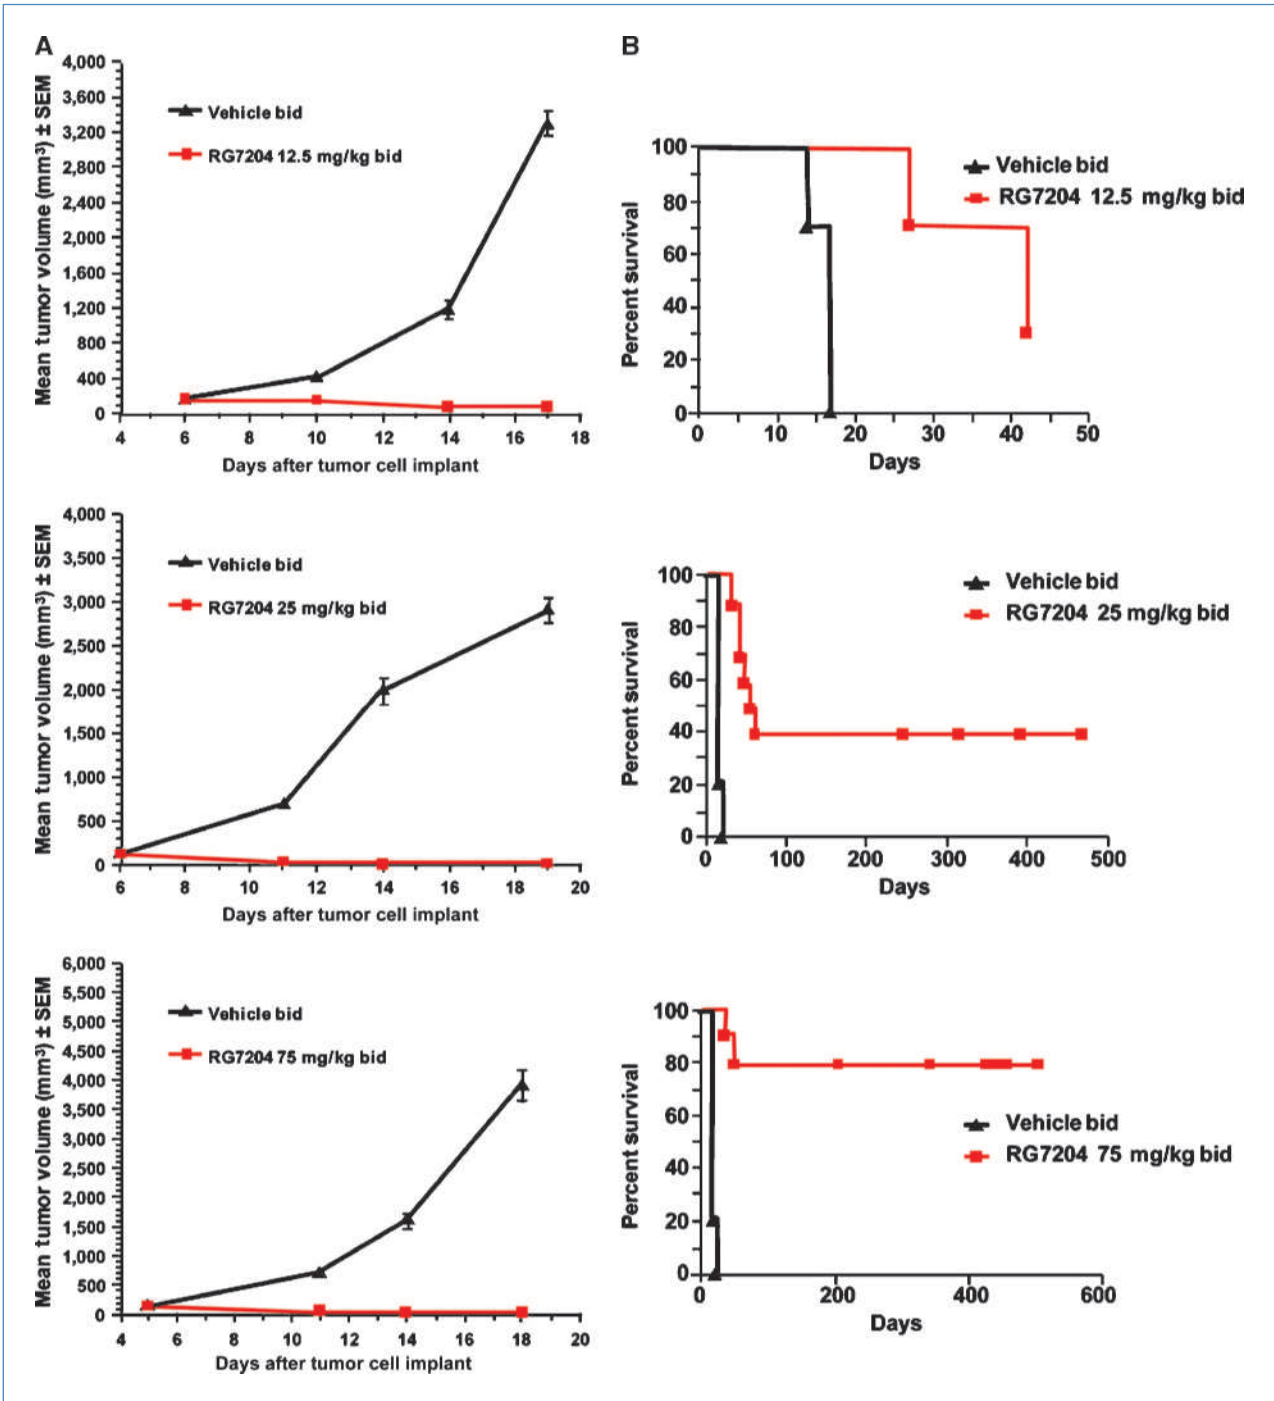 A
4,000
3,600
3,200
2,800
2,400
2,000
1,600
1,200
800
400
0
Mean tumor volume (mm³) ± SEM
Vehicle bid
RG7204 12.5 mg/kg bid
4 6 8 10 12 14 16 18
Days after tumor cell implant
B
100
80
60
40
20
0
Percent survival
Vehicle bid
RG7204 12.5 mg/kg bid
0 10 20 30 40 50
Days
4,000
3,500
3,000
2,500
2,000
1,500
1,000
500
0
Mean tumor volume (mm³) ± SEM
Vehicle bid
RG7204 25 mg/kg bid
6 8 10 12 14 16 18 20
Days after tumor cell implant
100
80
60
40
20
0
Percent survival
Vehicle bid
RG7204 25 mg/kg bid
0 100 200 300 400 500
Days
6,000
5,500
5,000
4,500
4,000
3,500
3,000
2,500
2,000
1,500
1,000
500
0
Mean tumor volume (mm³) ± SEM
Vehicle bid
RG7204 75 mg/kg bid
4 6 8 10 12 14 16 18 20
Days after tumor cell implant
100
80
60
40
20
0
Percent survival
Vehicle bid
RG7204 75 mg/kg bid
0 200 400 600
Days